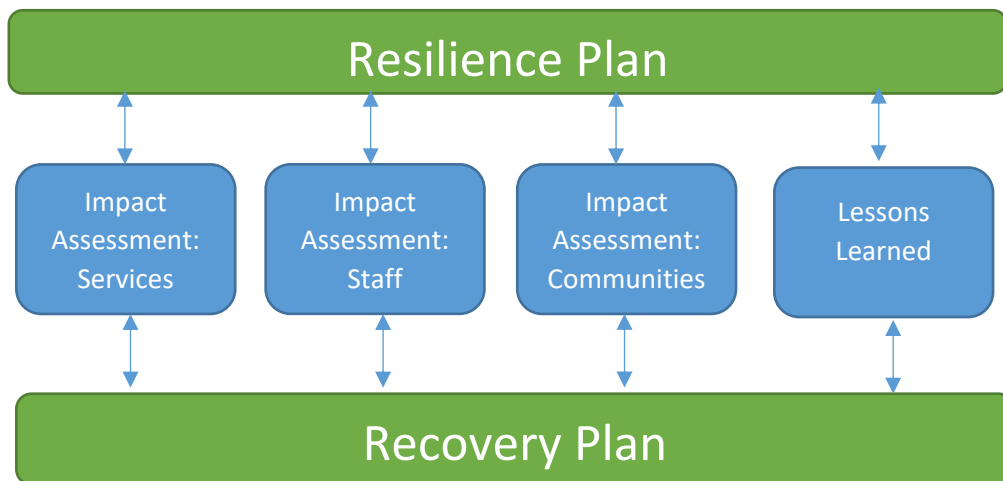 Resilience Plan
Impact
Assessment:
Services
Impact
Assessment:
Staff
Impact
Assessment:
Communities
Lessons
Learned
Recovery Plan